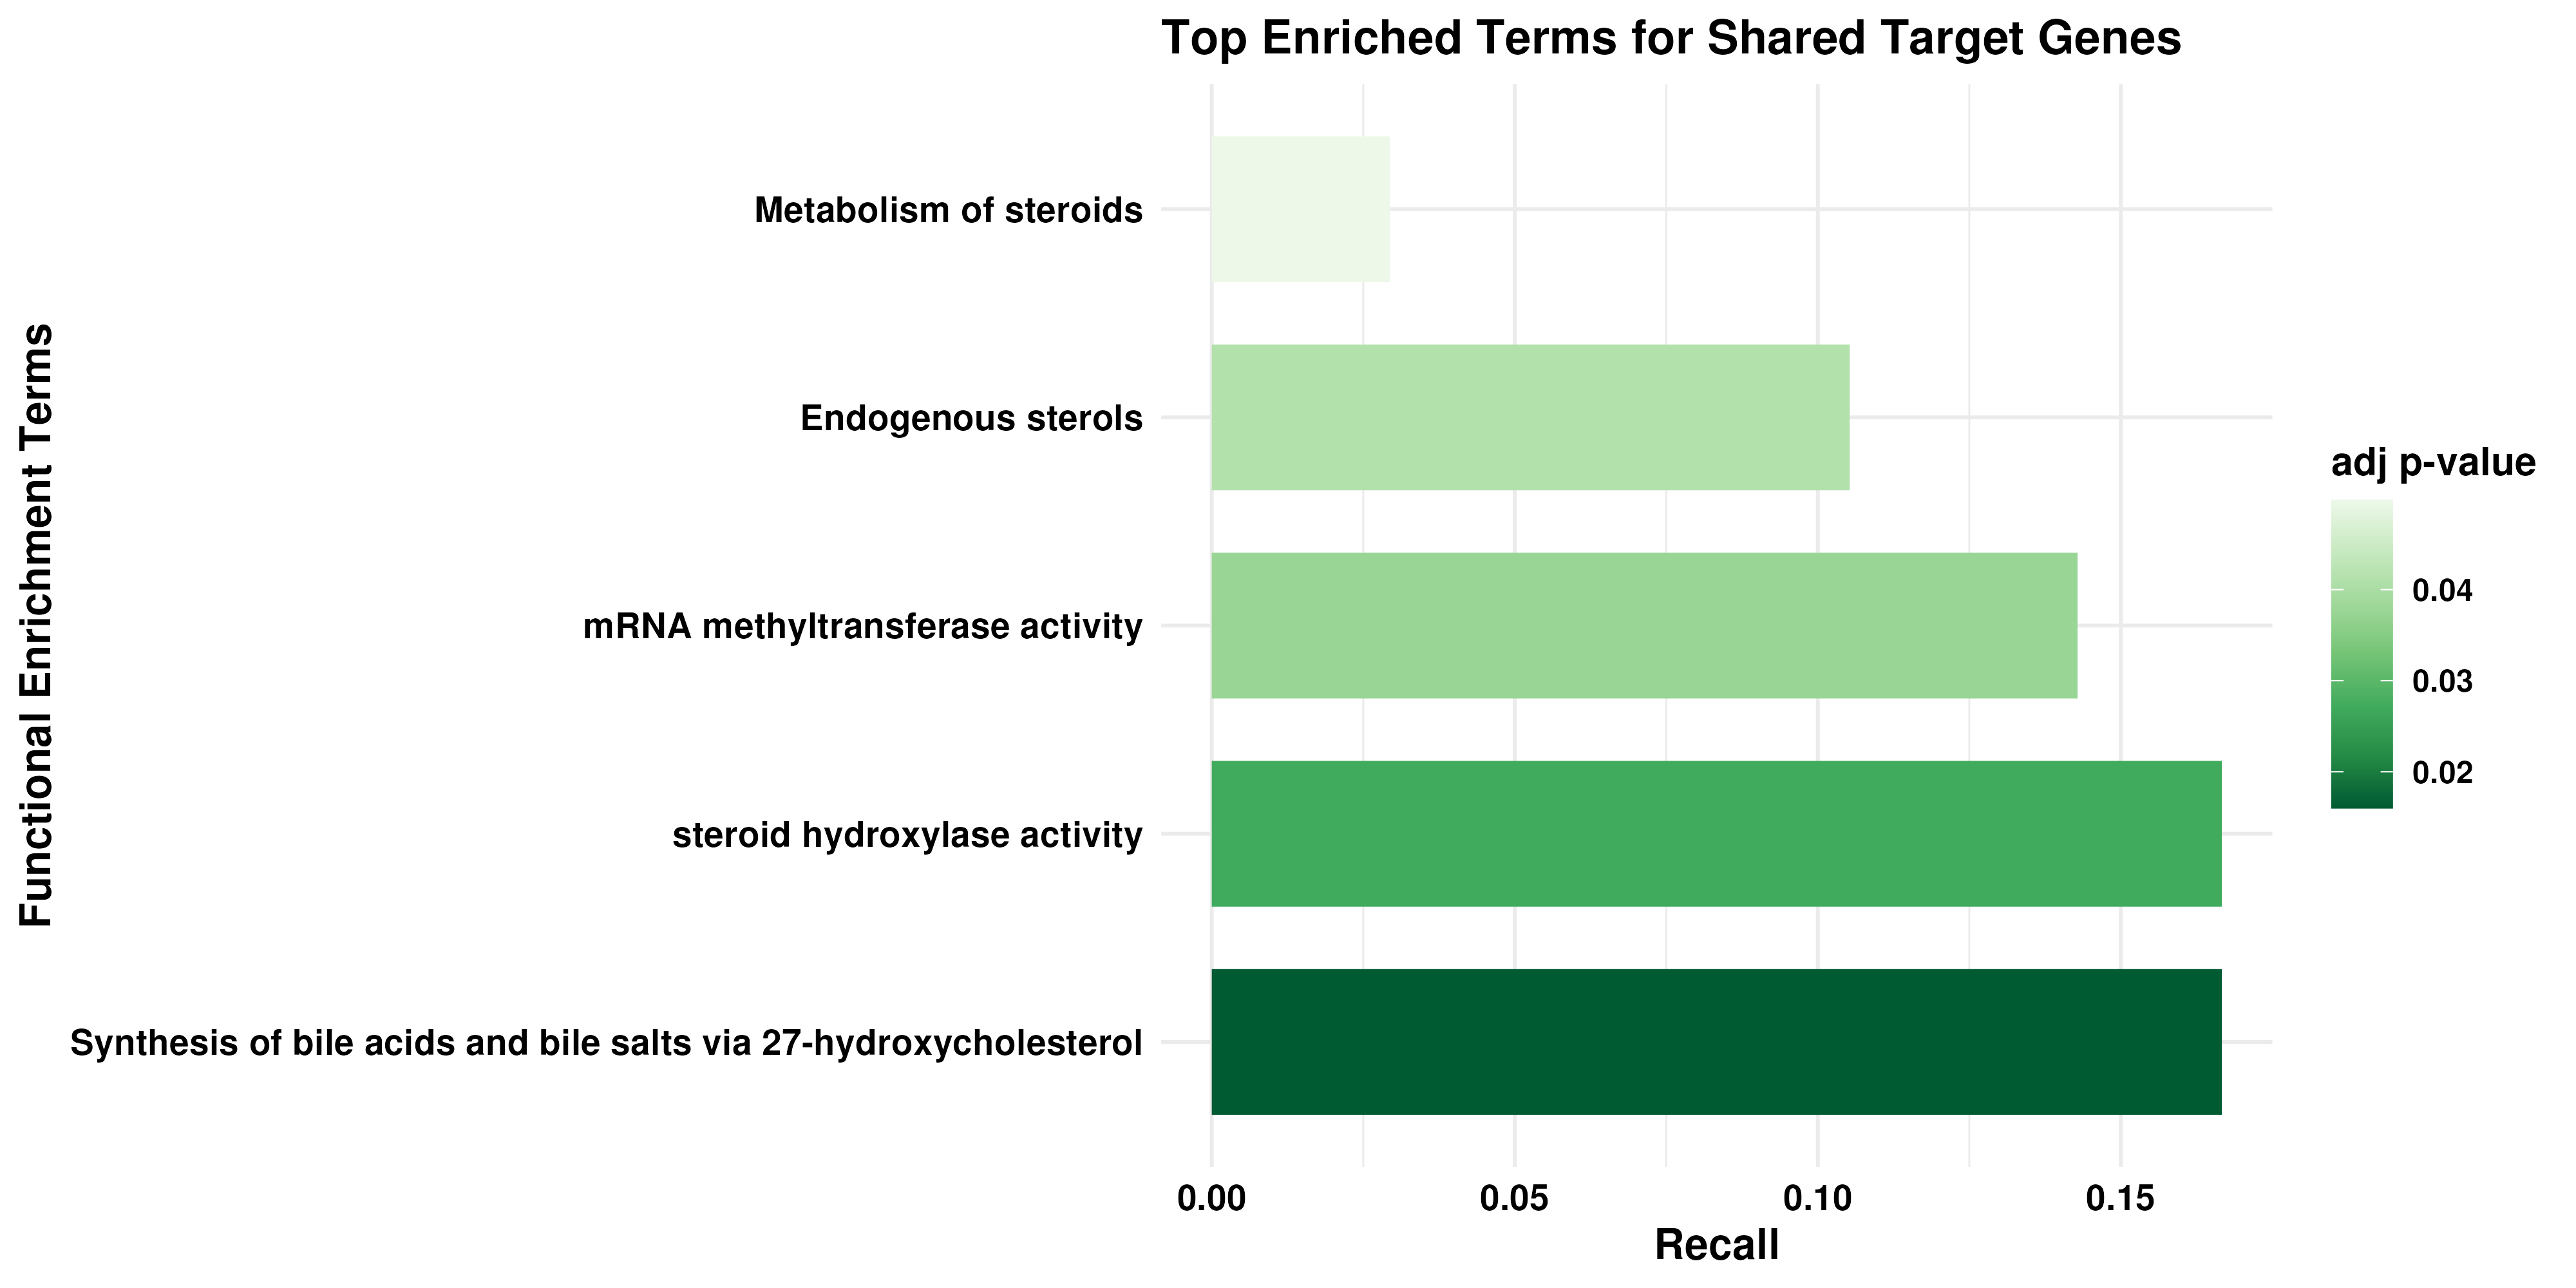 Top Enriched Terms for Shared Target Genes
Functional Enrichment Terms
Metabolism of steroids
Endogenous sterols
mRNA methyltransferase activity
steroid hydroxylase activity
Synthesis of bile acids and bile salts via 27-hydroxycholesterol
0.00 0.05 0.10 0.15
Recall
adj p-value
0.04
0.03
0.02